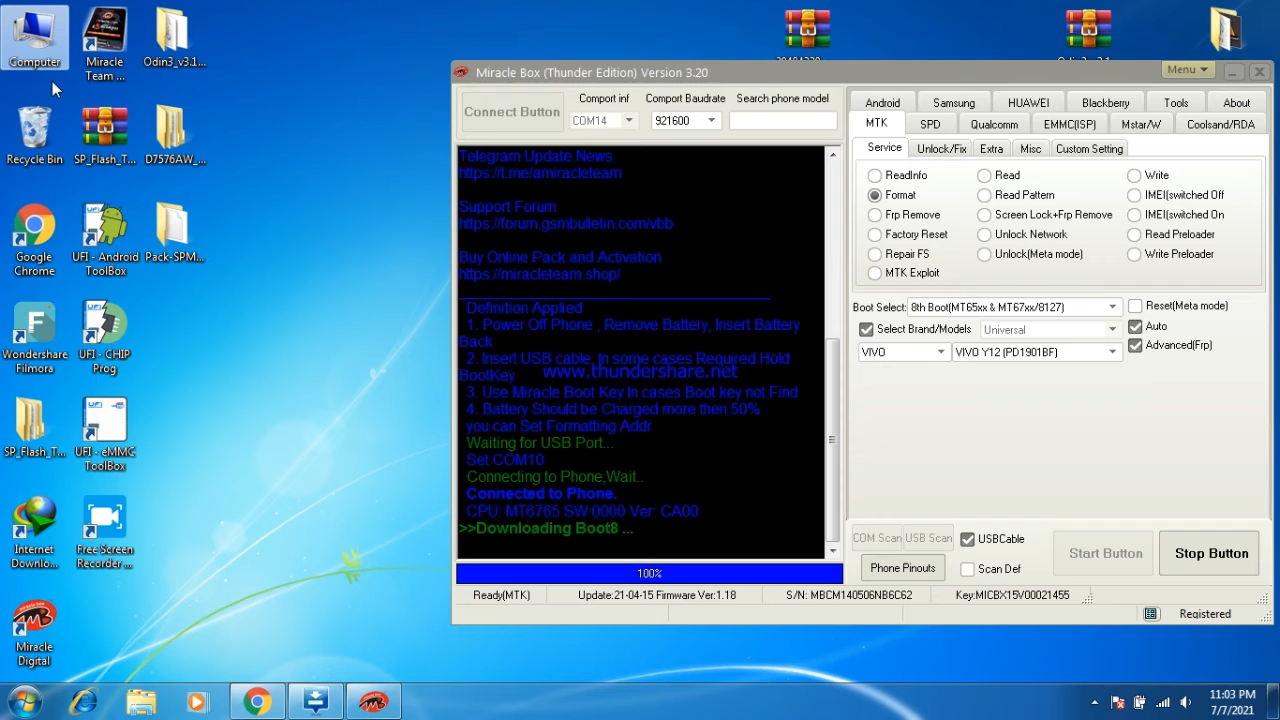 Computer
Miracle
Team ...
Odin3_v3.1...
Recycle Bin
SP_Flash_T...
D7576AW_...
Google
Chrome
UFI - Android
ToolBox
Pack-SPM...
Wondershare
Filmora
UFI - CHIP
Prog
SP_Flash_T...
UFI - eMMC
ToolBox
Internet
Downlo...
Free Screen
Recorder ...
Miracle
Digital
Miracle Box (Thunder Edition) Version 3.20
Menu
Connect Button
Comport inf
COM14
Comport Baudrate
921600
Search phone model
Telegram Update News
https://t.me/amiracleteam
Support Forum
https://forum.gsmbulletin.com/vbb
Buy Online Pack and Activation
https://miracleteam.shop/
Definition Applied
1. Power Off Phone , Remove Battery, Insert Battery
Back
2. Insert USB cable, In some cases Required Hold
BootKey
www.thundershare.net
3. Use Miracle Boot Key In cases Boot key not Find
4. Battery Should be Charged more then 50%
you can Set Formatting Addr
Waiting for USB Port...
Set COM10
Connecting to Phone,Wait..
Connected to Phone.
CPU: MT6765 SW:0000 Ver: CA00
>>Downloading Boot8 ...
100%
Android
Samsung
HUAWEI
Blackberry
Tools
About
MTK
SPD
Qualcomm
EMMC(ISP)
Mstar/W
Coolsand/RDA
Service
Unlock/Fix
Extra
Misc
Custom Setting
ReadInfo
Read
Write
Format
Read Pattern
IMEI(switched Off
Frp Remove
Screen Lock+Frp Remove
IMEI(switched On
Factory Reset
Unlock Network
Read Preloader
Repair FS
Unlock(Meta mode)
Write Preloader
MTK Exploit
Boot Select:
8th Boot(MT65xx & MT67xx/8127)
Reset(Meta mode)
Select Brand/Models
Universal
Auto
VIVO
VIVO Y12 (PD1901BF)
Advanced(Frp)
COM Scan
USB Scan
USBCable
Phone Pinouts
Scan Def
Start Button
Stop Button
Ready(MTK)
Update:21-04-15 Firmware Ver:1.18
S/N: MBCM140506NB6C62
Key:MICBX15V00021455
Registered
11:03 PM
7/7/2021